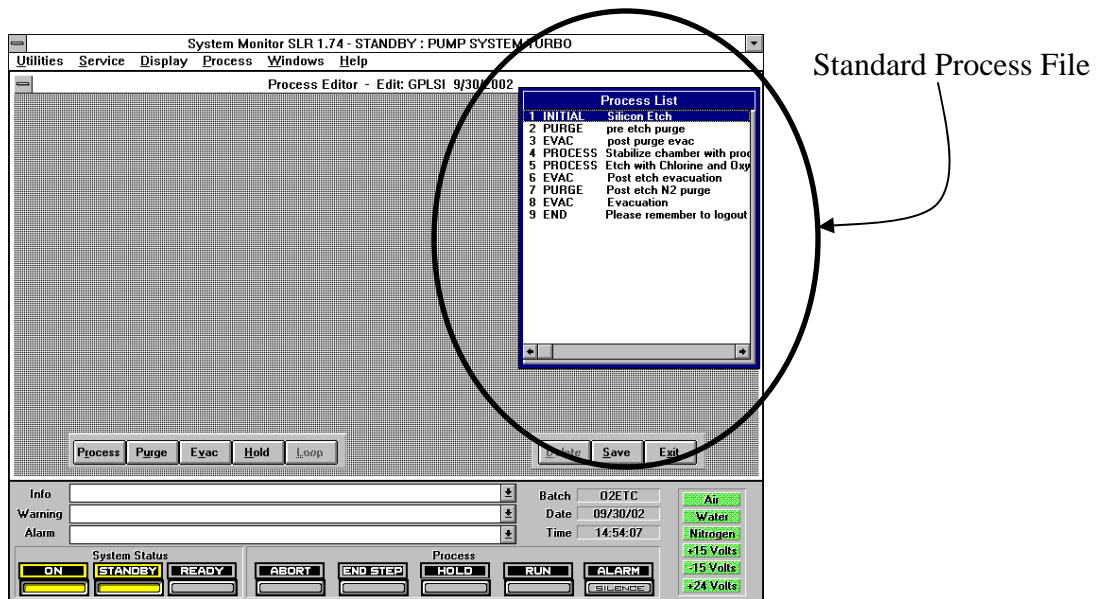 System Monitor SLR 1.74 - STANDBY : PUMP SYSTEM TURBO
Standard Process File
Utilities Service Display Process Windows Help
Process Editor - Edit: GPLSI 9/30/2002
Process List
1 INITIAL Silicon Etch
2 PURGE pre etch purge
3 EVAC post purge evac
4 PROCESS Stabilize chamber with proc
5 PROCESS Etch with Chlorine and Oxy
6 EVAC Post etch evacuation
7 PURGE Post etch N2 purge
8 EVAC Evacuation
9 END Please remember to logout
Process Purge Evac Hold Loop Delete Save Exit
Info
Warning
Alarm
Batch O2ETC
Date 09/30/02
Time 14:54:07
Air
Water
Nitrogen
+15 Volts
-15 Volts
+24 Volts
System Status
ON STANDBY READY
Process
ABORT END STEP HOLD RUN ALARM
SILENCE